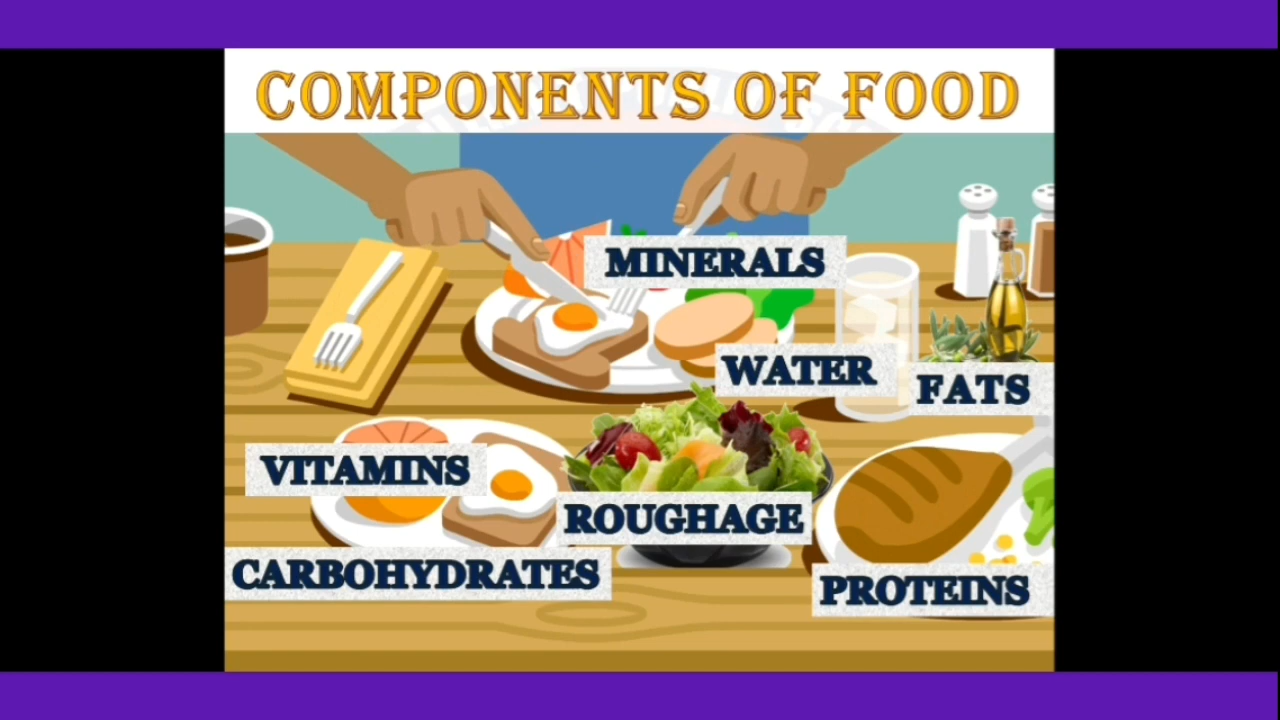 COMPONENTS OF FOOD
MINERALS
WATER
FATS
VITAMINS
ROUGHAGE
CARBOHYDRATES
PROTEINS